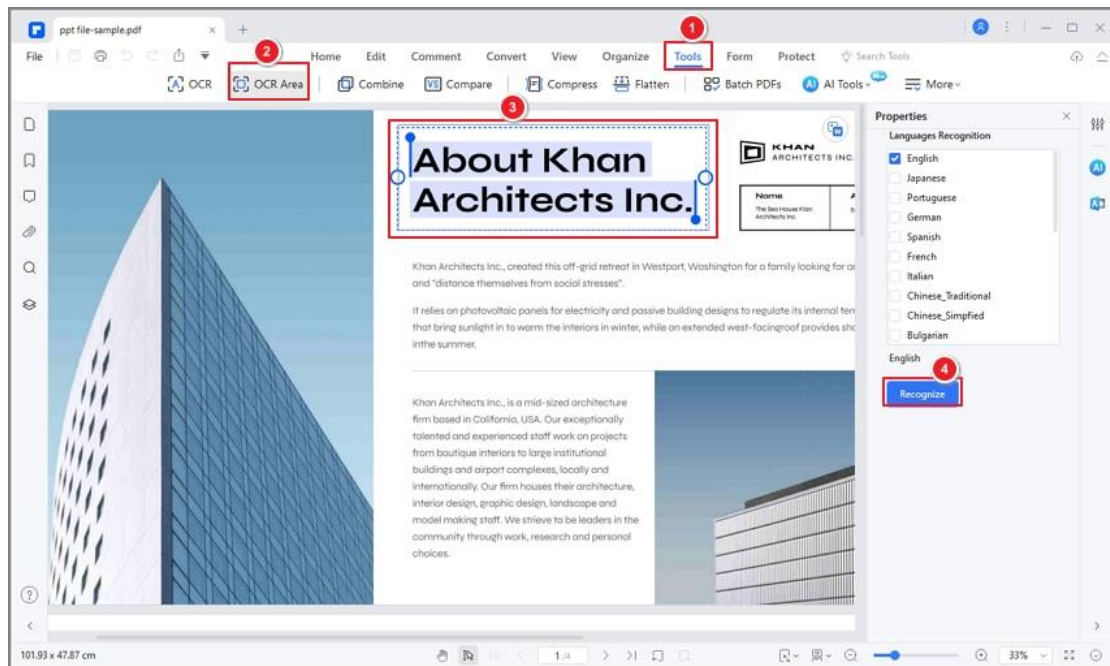 ppt file-sample.pdf
1
File
2
Home Edit Comment Convert View Organize Tools Form Protect Search Tools
OCR OCR Area Combine Compare Compress Flatten Batch PDFs AI Tools More
3
About Khan
Architects Inc.
KHAN
ARCHITECTS INC.
Name
The Sea House Klan
Architects Inc
Khan Architects Inc., created this off-grid retreat in Westport, Washington for a family looking for
and "distance themselves from social stresses".
It relies on photovoltaic panels for electricity and passive building designs to regulate its internal
that bring sunlight in to warm the interiors in winter, while an extended west-facingroof provides
inthe summer.
Khan Architects Inc., is a mid-sized architecture
firm based in California, USA. Our exceptionally
talented and experienced staff work on projects
from boutique interiors to large institutional
buildings and airport complexes, locally and
internationally. Our firm houses their architecture,
interior design, graphic design, landscape and
model making staff. We strieve to be leaders in the
community through work, research and personal
choices.
Properties
Languages Recognition
English
Japanese
Portuguese
German
Spanish
French
Italian
Chinese_Traditional
Chinese_Simpfied
Bulgarian
English
4
Recognize
101.93 x 47.87 cm 1/4 33%